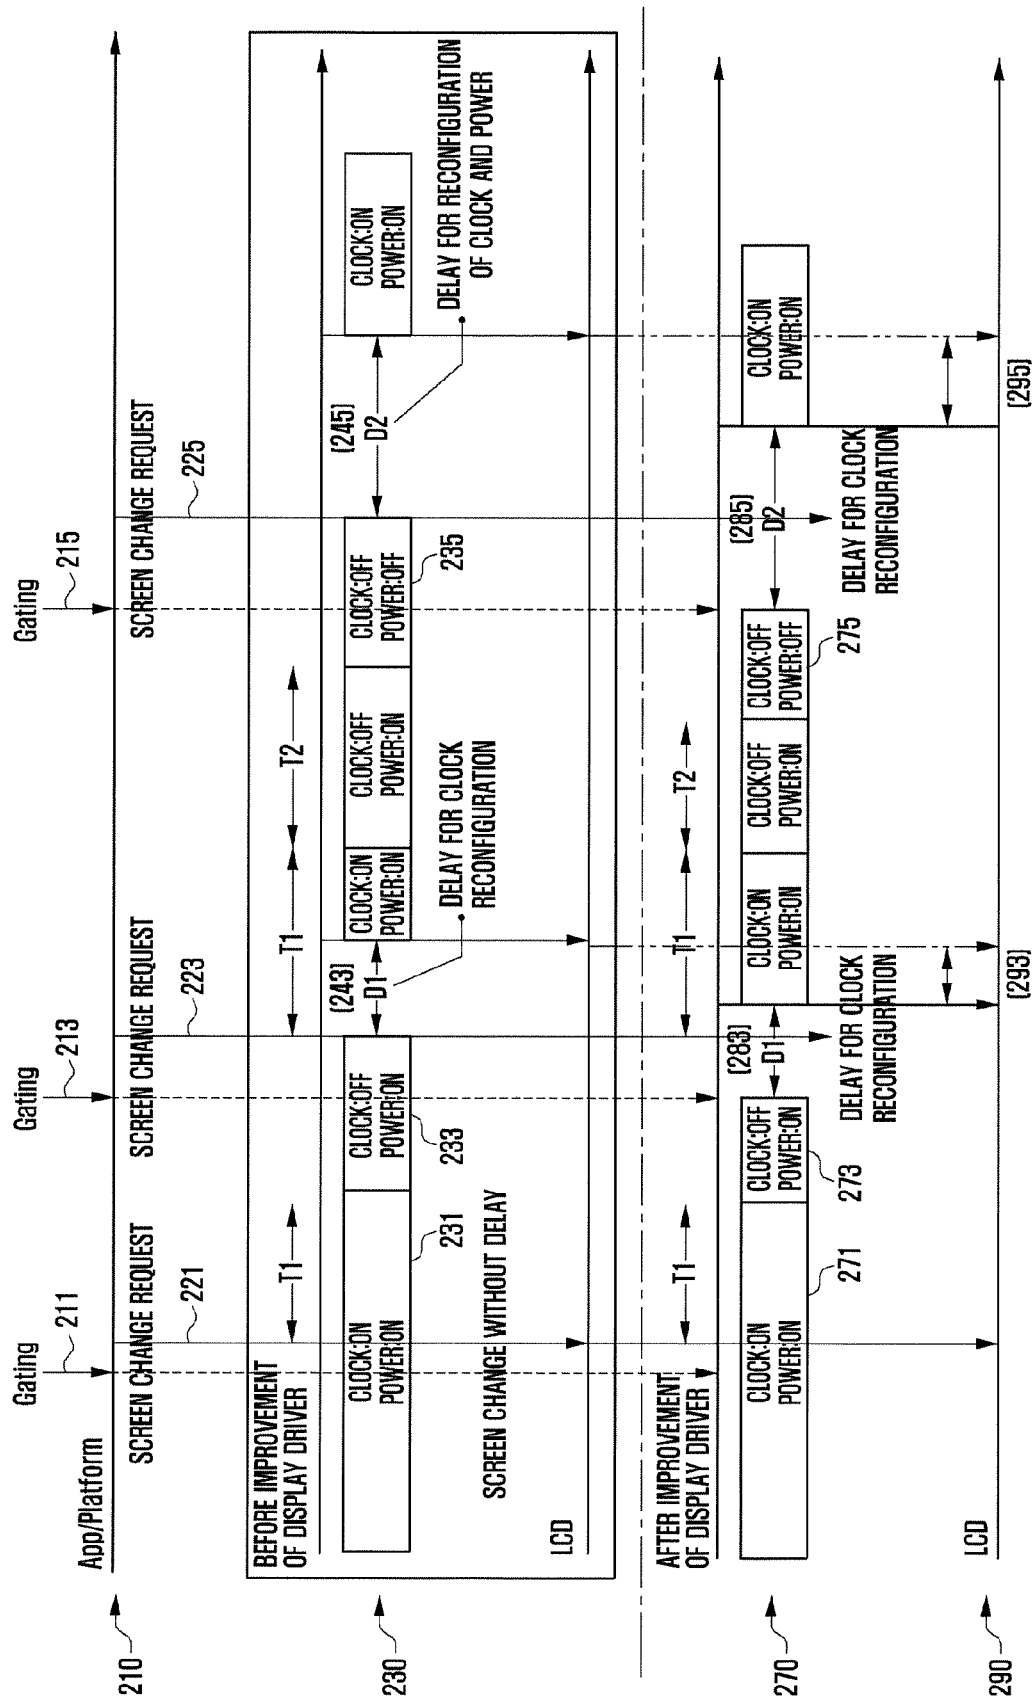 Gating
211
Gating
213
Gating
215
App/Platform
210
SCREEN CHANGE REQUEST
221
SCREEN CHANGE REQUEST
223
SCREEN CHANGE REQUEST
225
BEFORE IMPROVEMENT
OF DISPLAY DRIVER
T1
T1
T2
230
CLOCK:ON
POWER:ON
231
CLOCK:OFF
POWER:ON
233
[243]
D1
CLOCK:ON
POWER:ON
CLOCK:OFF
POWER:ON
CLOCK:OFF
POWER:OFF
235
[245]
D2
CLOCK:ON
POWER:ON
SCREEN CHANGE WITHOUT DELAY
DELAY FOR CLOCK
RECONFIGURATION
DELAY FOR RECONFIGURATION
OF CLOCK AND POWER
LCD
AFTER IMPROVEMENT
OF DISPLAY DRIVER
T1
T1
T2
270
CLOCK:ON
POWER:ON
271
CLOCK:OFF
POWER:ON
273
[283]
D1
CLOCK:ON
POWER:ON
CLOCK:OFF
POWER:ON
CLOCK:OFF
POWER:OFF
275
[285]
D2
CLOCK:ON
POWER:ON
DELAY FOR CLOCK
RECONFIGURATION
DELAY FOR CLOCK
RECONFIGURATION
LCD
290
[293]
[295]